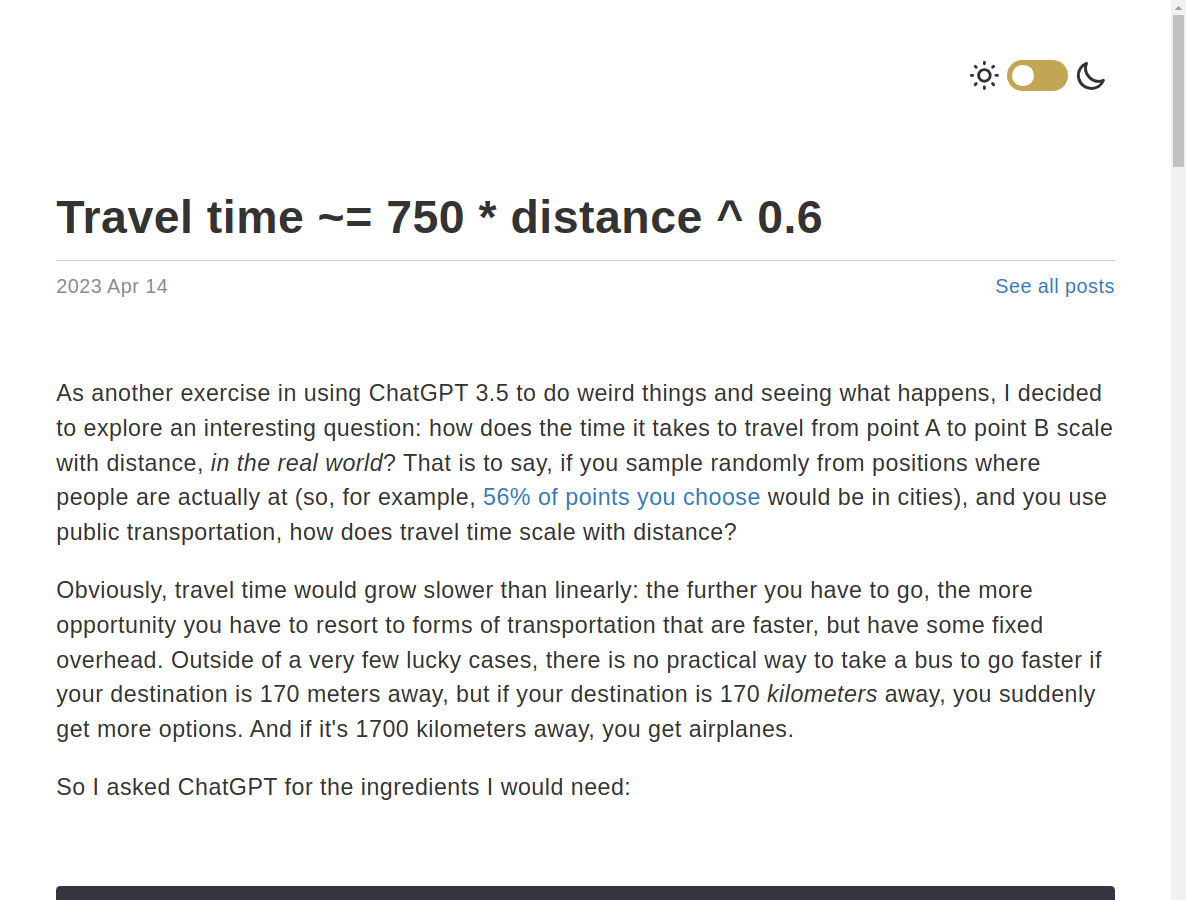 Travel time ~= 750 * distance ^ 0.6
2023 Apr 14
See all posts
As another exercise in using ChatGPT 3.5 to do weird things and seeing what happens, I decided
to explore an interesting question: how does the time it takes to travel from point A to point B scale
with distance, in the real world? That is to say, if you sample randomly from positions where
people are actually at (so, for example, 56% of points you choose would be in cities), and you use
public transportation, how does travel time scale with distance?
Obviously, travel time would grow slower than linearly: the further you have to go, the more
opportunity you have to resort to forms of transportation that are faster, but have some fixed
overhead. Outside of a very few lucky cases, there is no practical way to take a bus to go faster if
your destination is 170 meters away, but if your destination is 170 kilometers away, you suddenly
get more options. And if it's 1700 kilometers away, you get airplanes.
So I asked ChatGPT for the ingredients I would need: